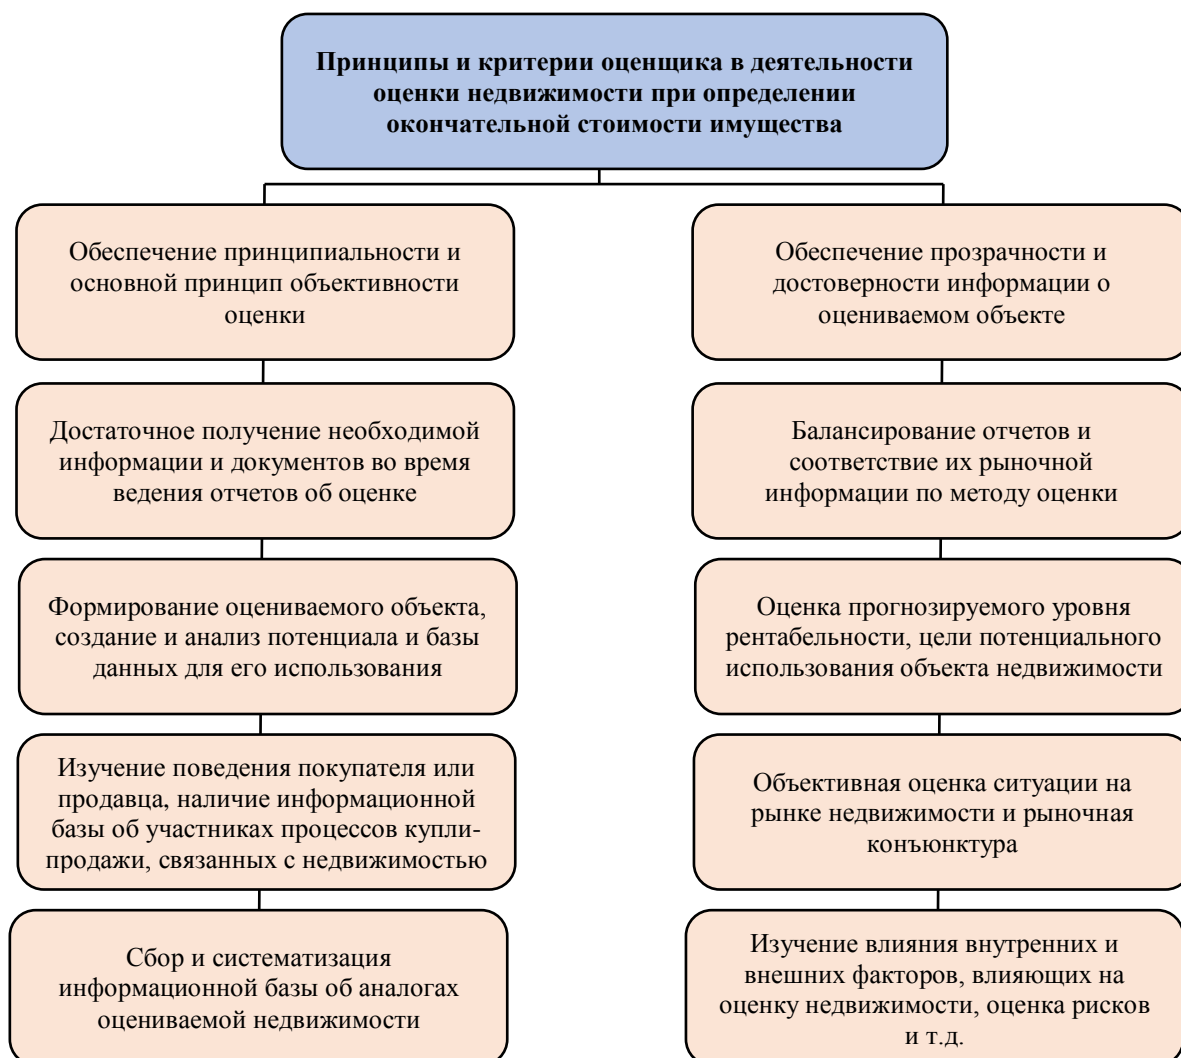 Принципы и критерии оценщика в деятельности
оценки недвижимости при определении
окончательной стоимости имущества
Обеспечение принципиальности и
основной принцип объективности
оценки
Достаточное получение необходимой
информации и документов во время
ведения отчетов об оценке
Формирование оцениваемого объекта,
создание и анализ потенциала и базы
данных для его использования
Изучение поведения покупателя или
продавца, наличие информационной
базы об участниках процессов купли-
продажи, связанных с недвижимостью
Сбор и систематизация
информационной базы об аналогах
оцениваемой недвижимости
Обеспечение прозрачности и
достоверности информации о
оцениваемом объекте
Балансирование отчетов и
соответствие их рыночной
информации по методу оценки
Оценка прогнозируемого уровня
рентабельности, цели потенциального
использования объекта недвижимости
Объективная оценка ситуации на
рынке недвижимости и рыночная
конъюнктура
Изучение влияния внутренних и
внешних факторов, влияющих на
оценку недвижимости, оценка рисков
и т.д.